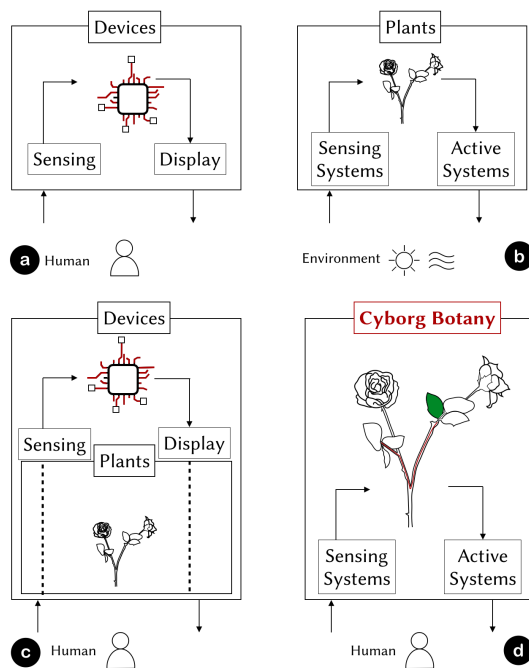 Devices
Sensing
Display
a
Human
Plants
Sensing
Systems
Active
Systems
Environment
b
Devices
Sensing
Display
Plants
c
Human
Cyborg Botany
Sensing
Systems
Active
Systems
Human
d